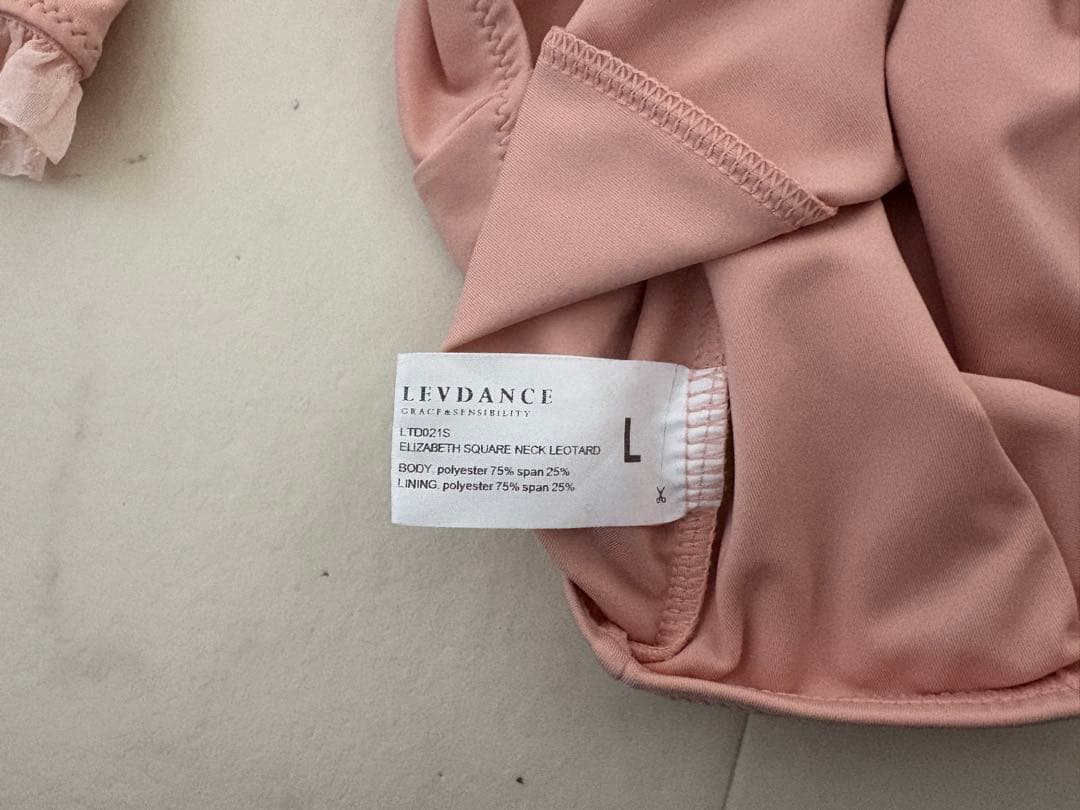 LEVDANCE
GRACE&SENSIBILITY
LTD021S
ELIZABETH SQUARE NECK LEOTARD
L
BODY. polyester 75% span 25%
LINING. polyester 75% span 25%